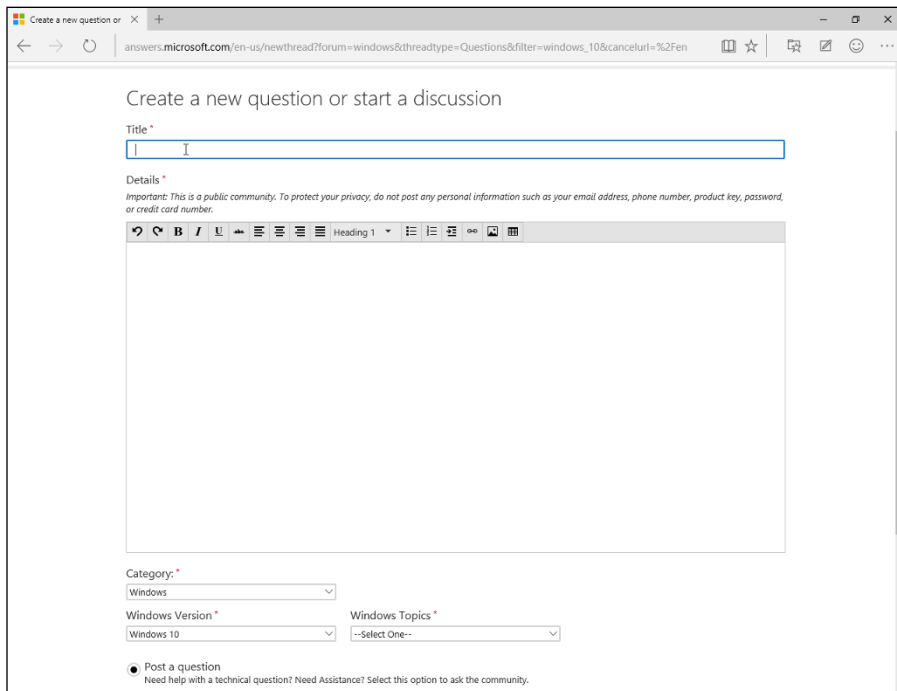 Create a new question or
answers.microsoft.com/en-us/newthread?forum=windows&threadtype=Questions&filter=windows_10&cancelurl=%2Fen
Create a new question or start a discussion
Title *
Details *
Important: This is a public community. To protect your privacy, do not post any personal information such as your email address, phone number, product key, password,
or credit card number.
B I U abc Heading 1
Category: *
Windows
Windows Version * Windows Topics *
Windows 10 --Select One--
Post a question
Need help with a technical question? Need Assistance? Select this option to ask the community.